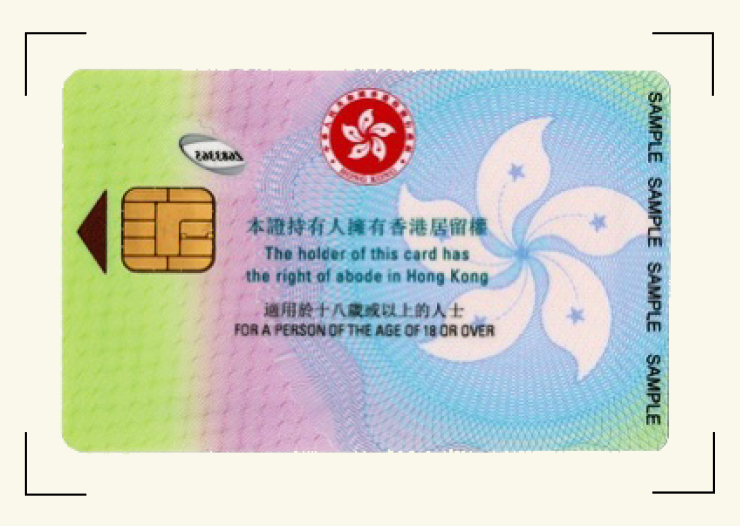 HONG KONG
本證持有人擁有香港居留權
The holder of this card has
the right of abode in Hong Kong
適用於十八歲或以上的人士
FOR A PERSON OF THE AGE OF 18 OR OVER
SAMPLE SAMPLE SAMPLE SAMPLE